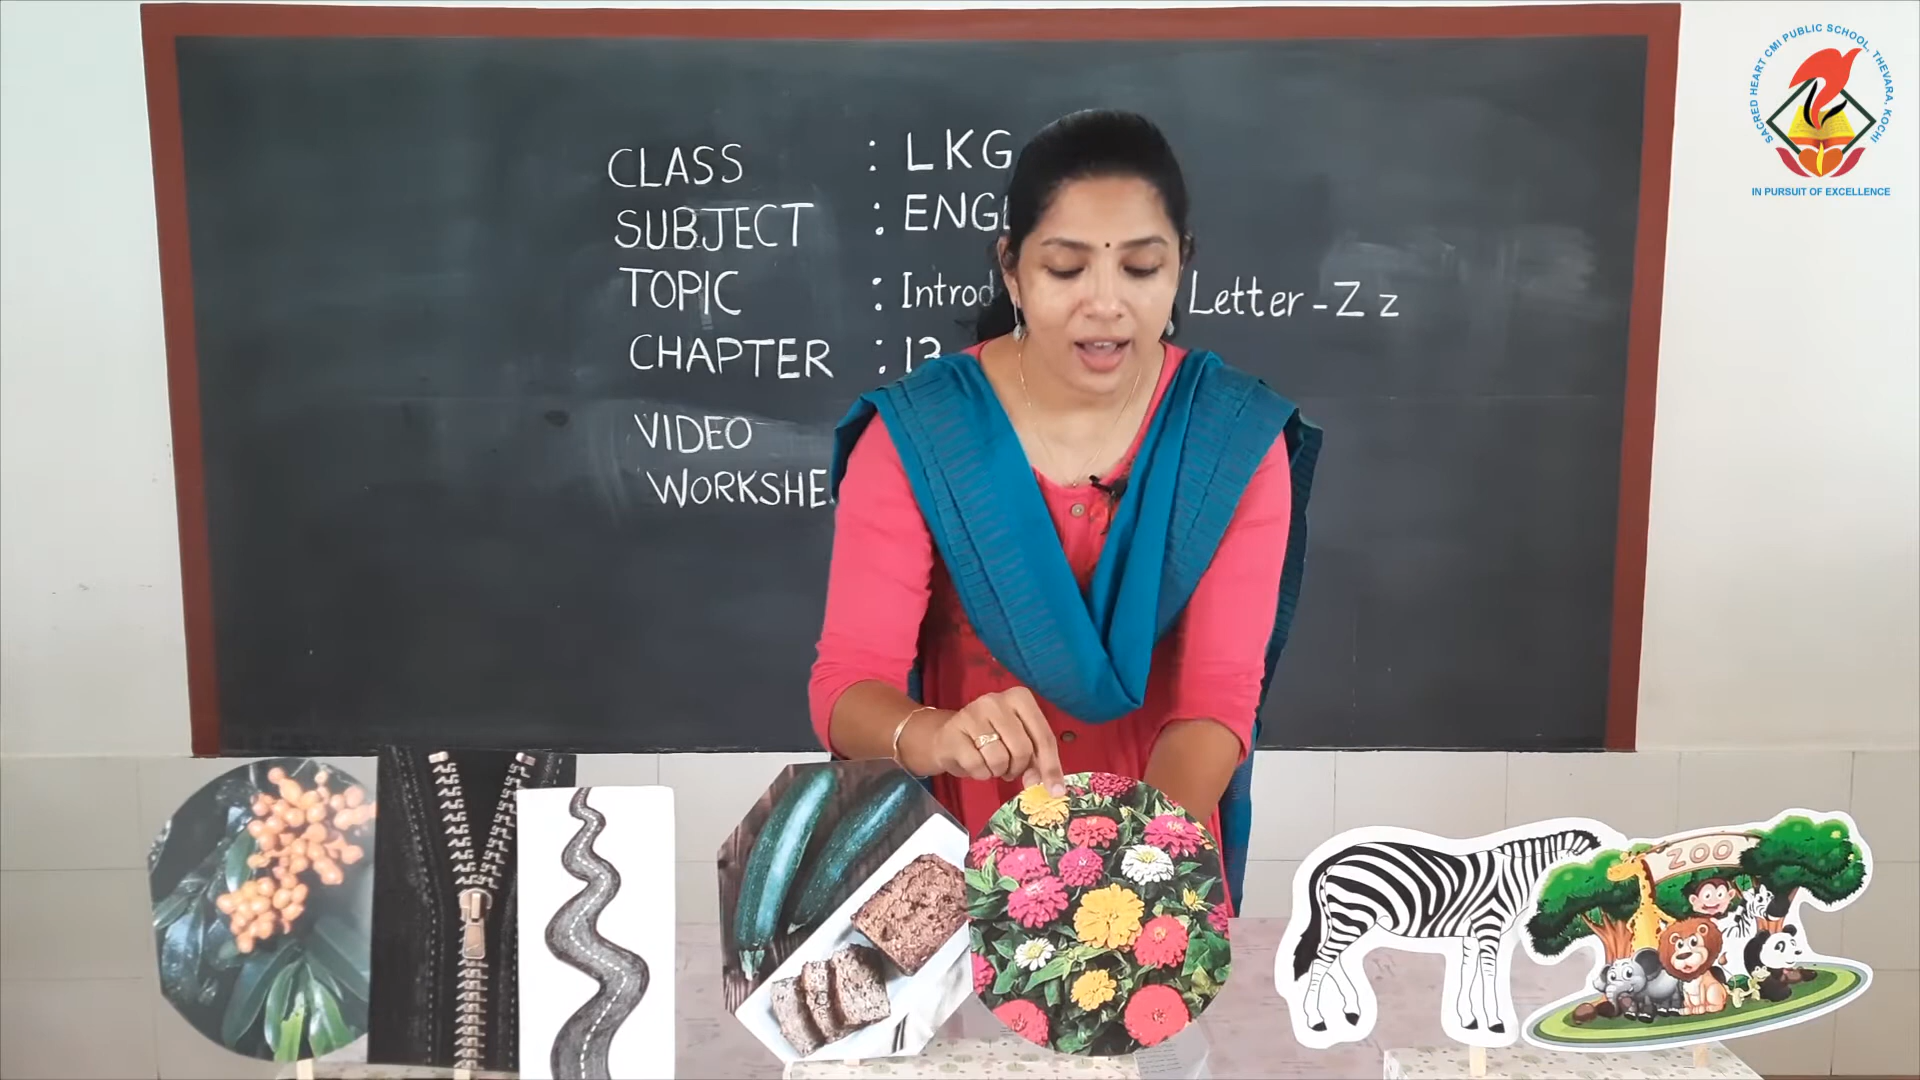 CLASS : LKG
SUBJECT : ENGL
TOPIC : Introd Letter - Z z
CHAPTER : 13
VIDEO
WORKSHE
SACRED HEART CMI PUBLIC SCHOOL, THEVARA, KOCHI
IN PURSUIT OF EXCELLENCE
ZOO